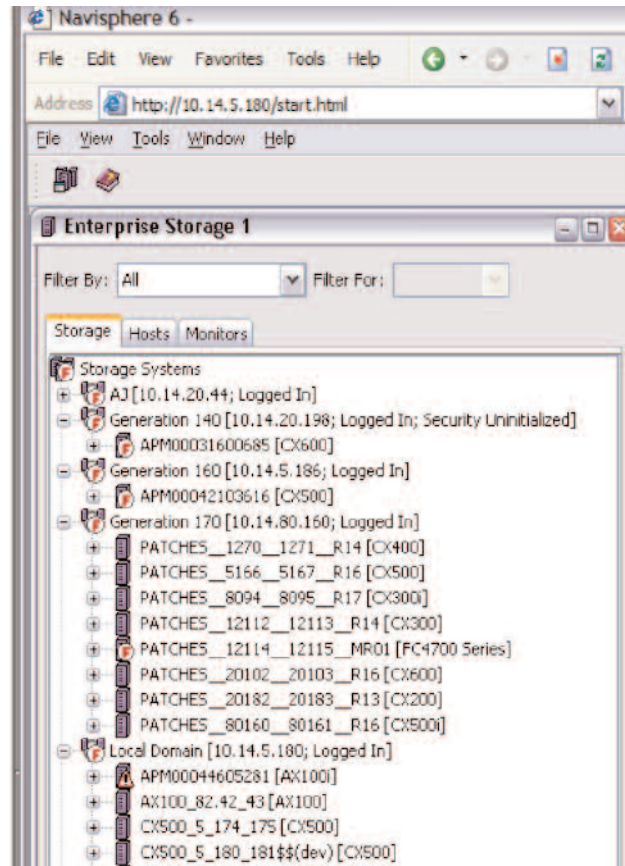 Navisphere 6 -
File Edit View Favorites Tools Help
Address http://10.14.5.180/start.html
File View Tools Window Help
Enterprise Storage 1
Filter By: All Filter For:
Storage Hosts Monitors
Storage Systems
AJ [10.14.20.44; Logged In]
Generation 140 [10.14.20.198; Logged In; Security Uninitialized]
APM00031600685 [CX600]
Generation 160 [10.14.5.186; Logged In]
APM00042103616 [CX500]
Generation 170 [10.14.80.160; Logged In]
PATCHES__1270__1271__R14 [CX400]
PATCHES__5166__5167__R16 [CX500]
PATCHES__8094__8095__R17 [CX300i]
PATCHES__12112__12113__R14 [CX300]
PATCHES__12114__12115__MR01 [FC4700 Series]
PATCHES__20102__20103__R16 [CX600]
PATCHES__20182__20183__R13 [CX200]
PATCHES__80160__80161__R16 [CX500i]
Local Domain [10.14.5.180; Logged In]
APM00044605281 [AX100i]
AX100_82.42_43 [AX100]
CX500_5_174_175 [CX500]
CX500_5_180_181$$(dev) [CX500]